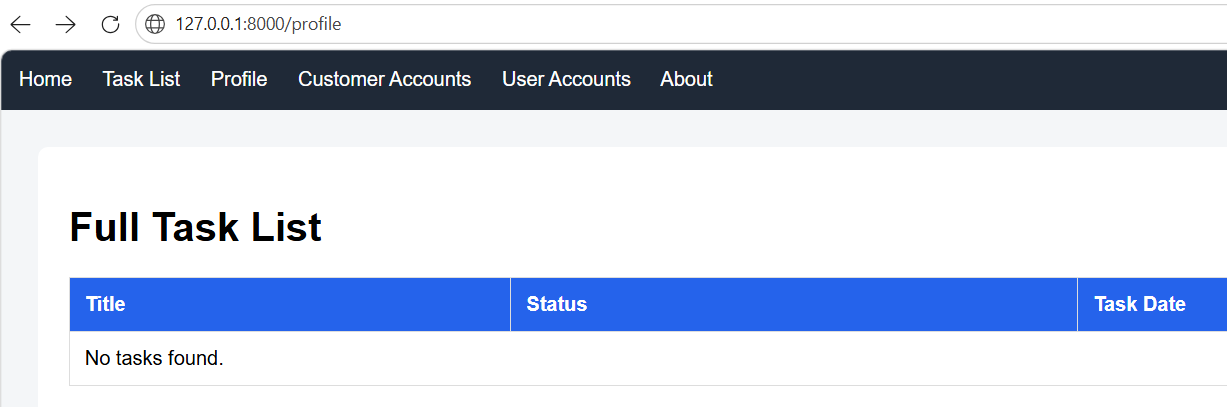 127.0.0.1:8000/profile
Home Task List Profile Customer Accounts User Accounts About
Full Task List
Title Status Task Date
No tasks found.